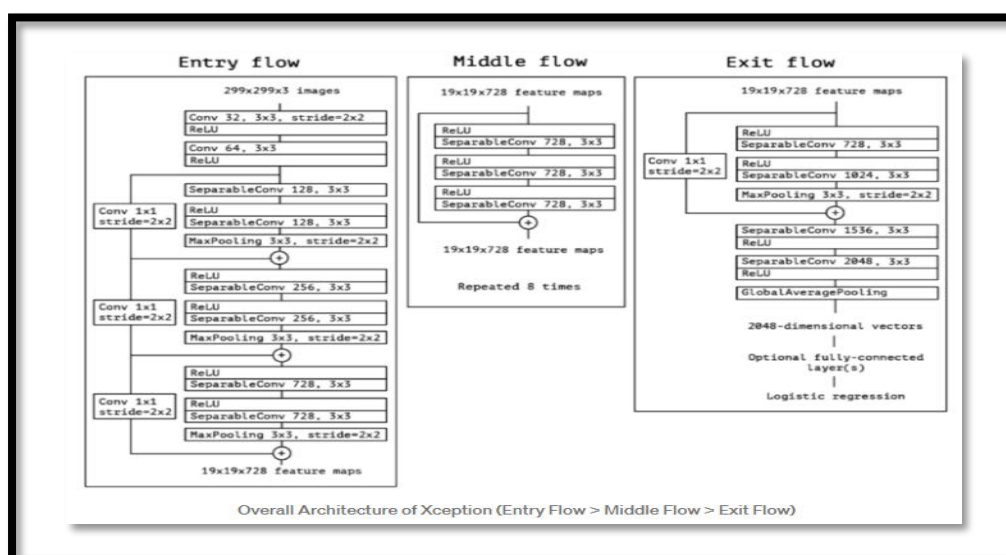 Entry flow
299x299x3 images
Conv 32, 3x3, stride=2x2
ReLU
Conv 64, 3x3
ReLU
SeparableConv 128, 3x3
Conv 1x1
stride=2x2
ReLU
SeparableConv 128, 3x3
MaxPooling 3x3, stride=2x2
+
ReLU
SeparableConv 256, 3x3
Conv 1x1
stride=2x2
ReLU
SeparableConv 256, 3x3
MaxPooling 3x3, stride=2x2
+
ReLU
SeparableConv 728, 3x3
Conv 1x1
stride=2x2
ReLU
SeparableConv 728, 3x3
MaxPooling 3x3, stride=2x2
+
19x19x728 feature maps
Middle flow
19x19x728 feature maps
ReLU
SeparableConv 728, 3x3
ReLU
SeparableConv 728, 3x3
ReLU
SeparableConv 728, 3x3
+
19x19x728 feature maps
Repeated 8 times
Exit flow
19x19x728 feature maps
ReLU
SeparableConv 728, 3x3
Conv 1x1
stride=2x2
ReLU
SeparableConv 1024, 3x3
MaxPooling 3x3, stride=2x2
+
SeparableConv 1536, 3x3
ReLU
SeparableConv 2048, 3x3
ReLU
GlobalAveragePooling
2048-dimensional vectors
Optional fully-connected
layer(s)
Logistic regression
Overall Architecture of Xception (Entry Flow > Middle Flow > Exit Flow)